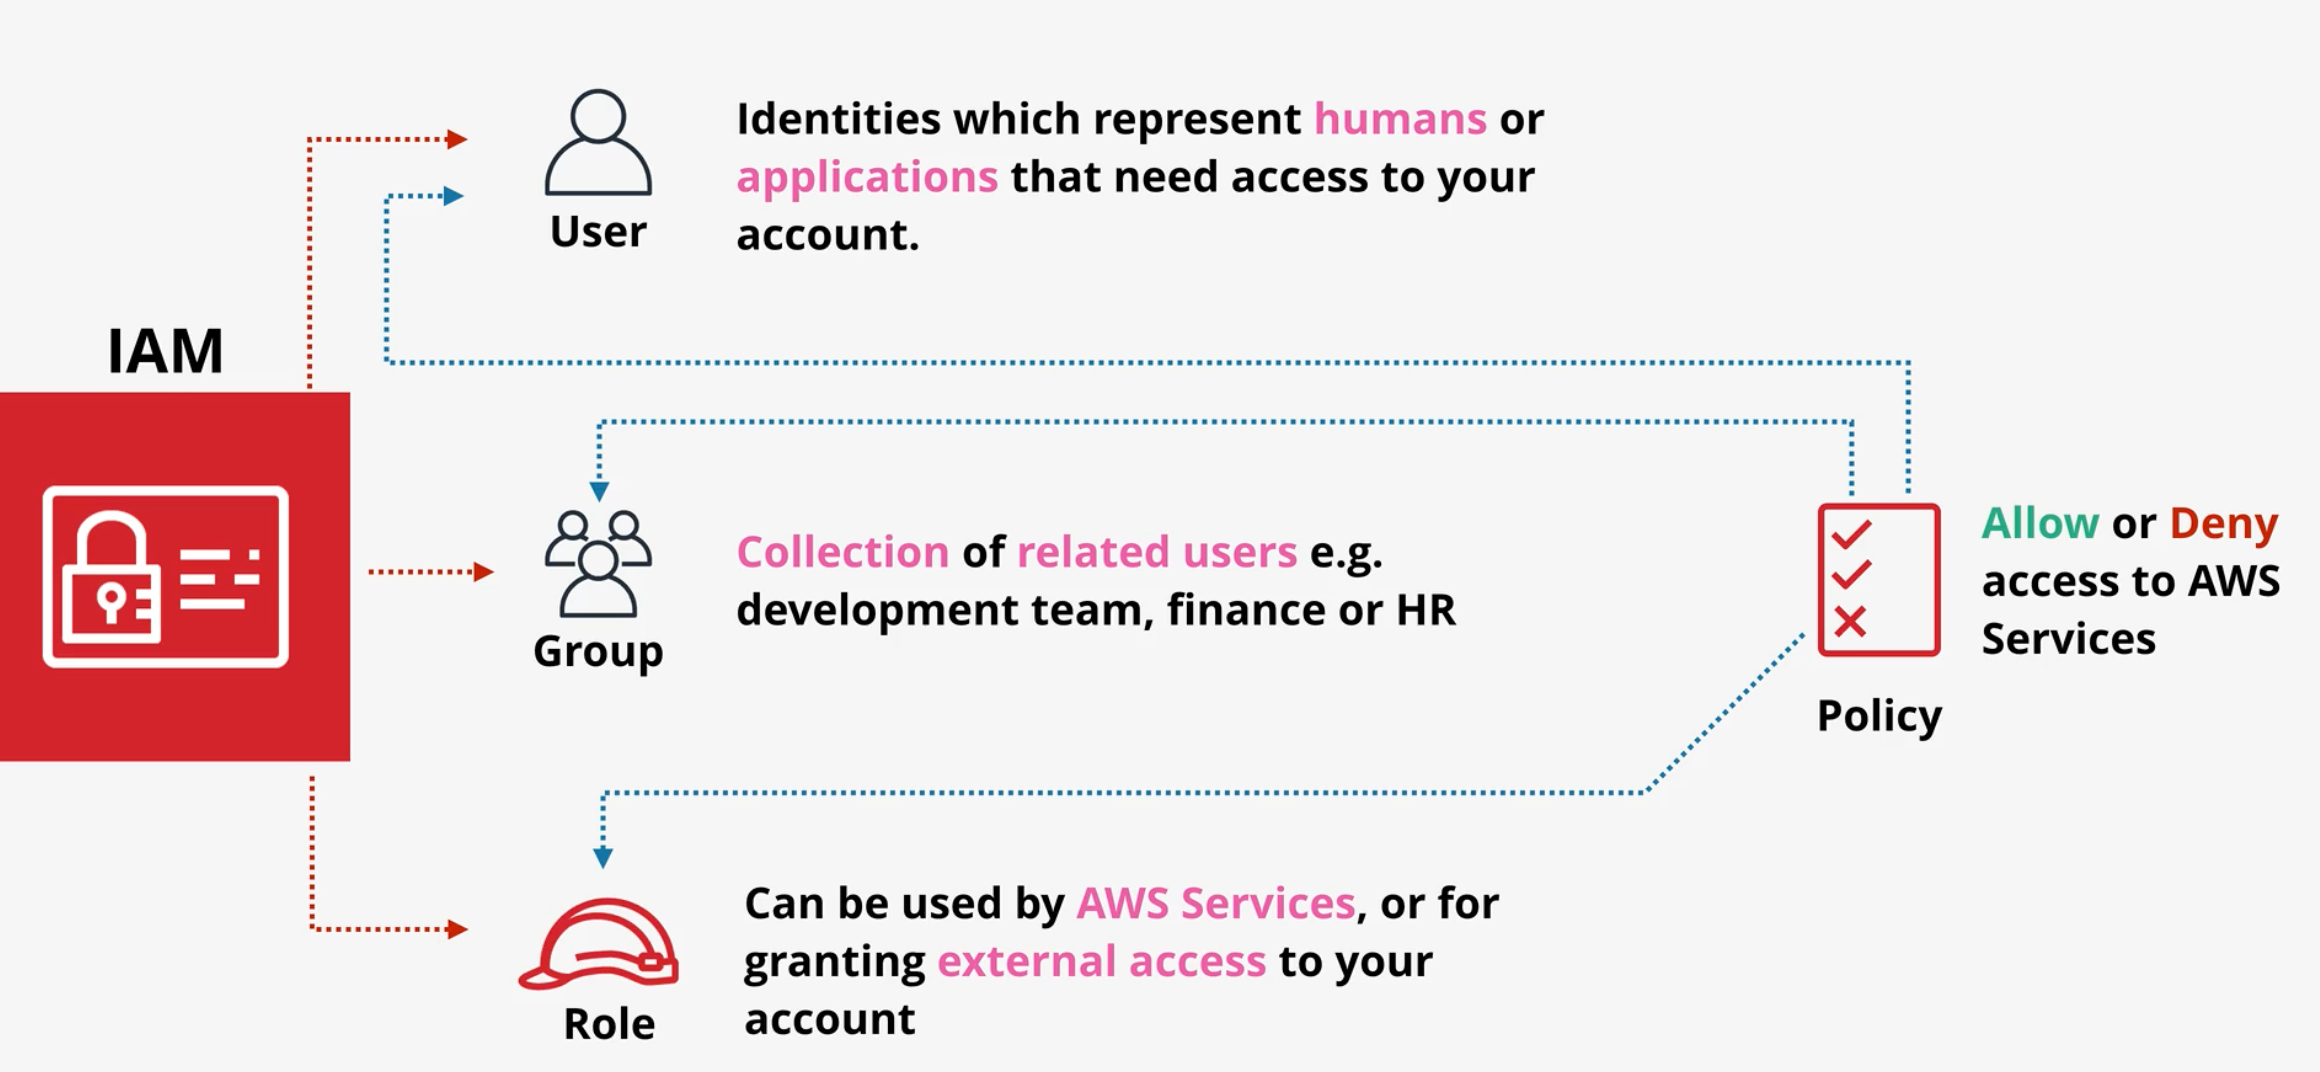 Identities which represent humans or
applications that need access to your
account.
User
IAM
Collection of related users e.g.
development team, finance or HR
Group
Allow or Deny
access to AWS
Services
Policy
Can be used by AWS Services, or for
granting external access to your
account
Role